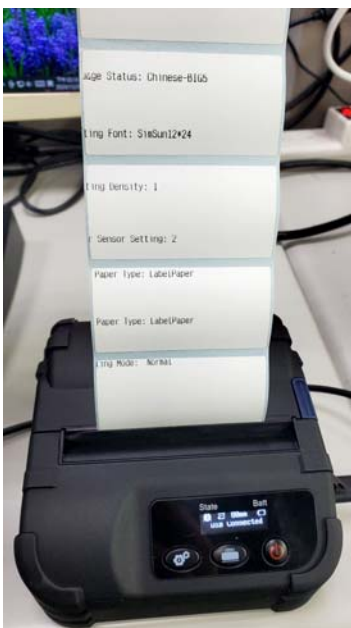 age Status: Chinese-BIG5
ting Font: SimSun12*24
ting Density: 1
r Sensor Setting: 2
Paper Type: LabelPaper
Paper Type: LabelPaper
ting Mode: Normal
State Batt
USB Connected